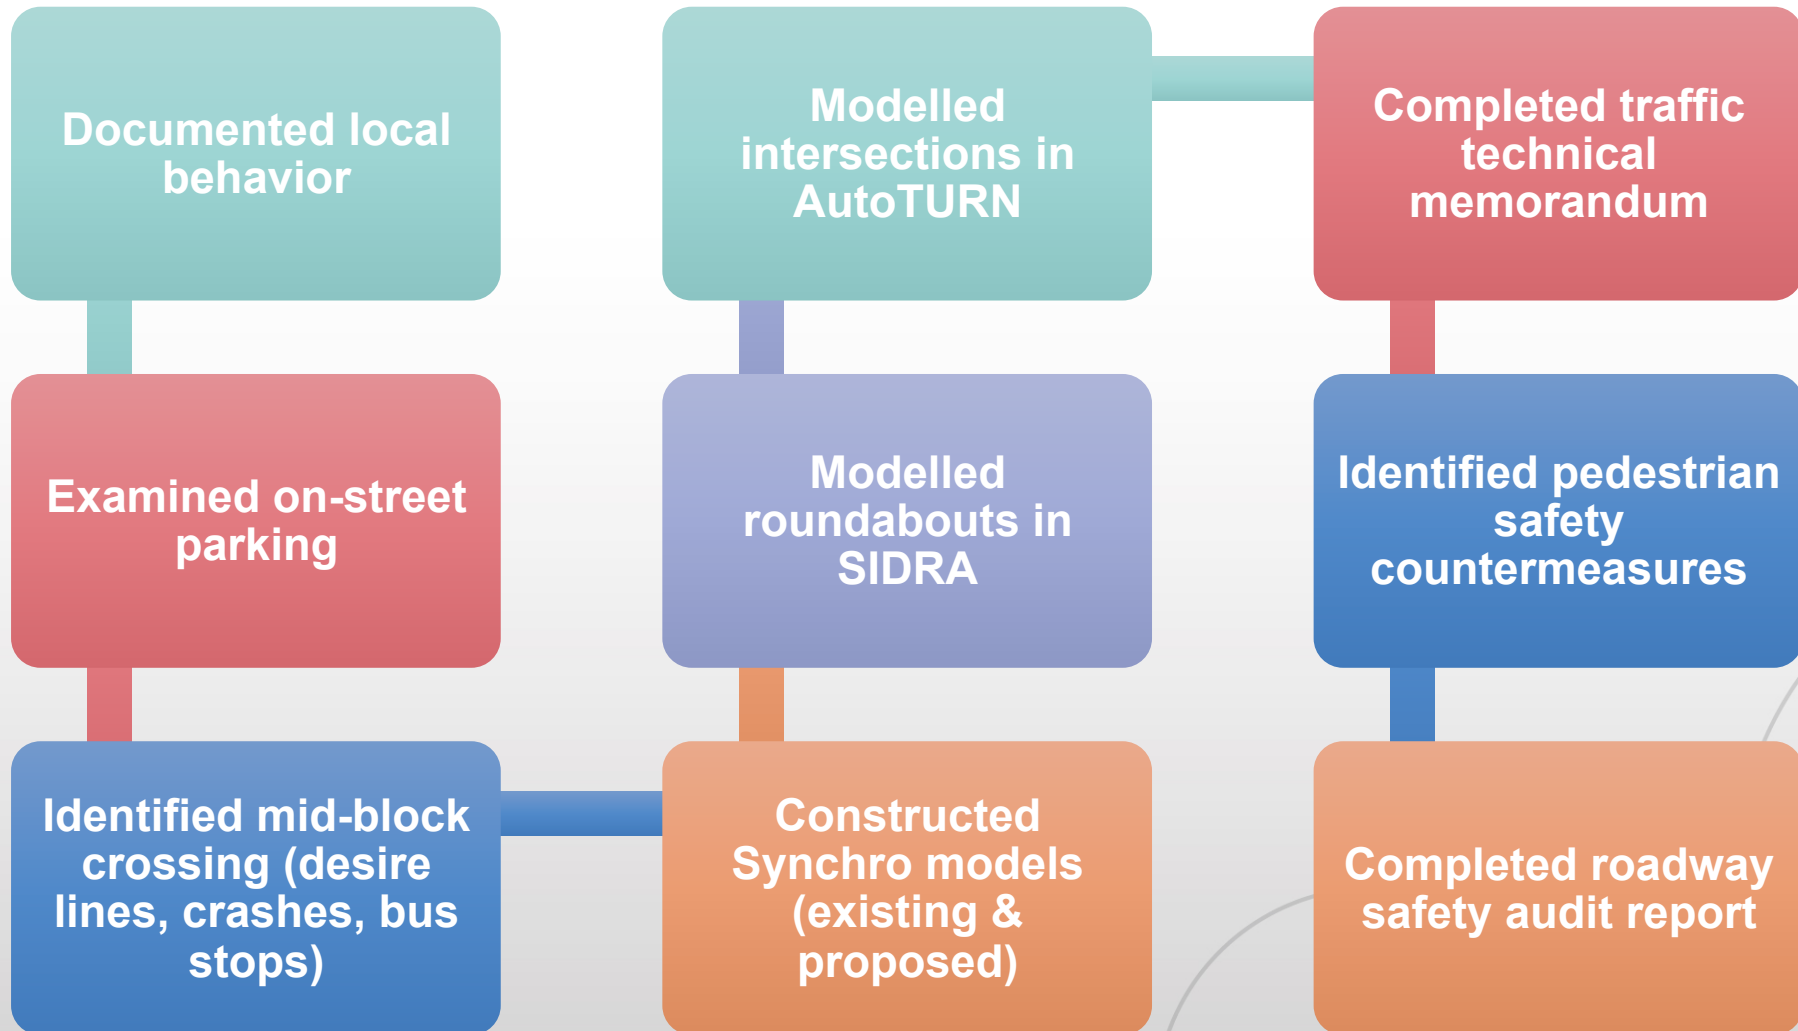 Documented local
behavior
Examined on-street
parking
Identified mid-block
crossing (desire
lines, crashes, bus
stops)
Constructed
Synchro models
(existing &
proposed)
Modelled
roundabouts in
SIDRA
Modelled
intersections in
AutoTURN
Completed traffic
technical
memorandum
Identified pedestrian
safety
countermeasures
Completed roadway
safety audit report